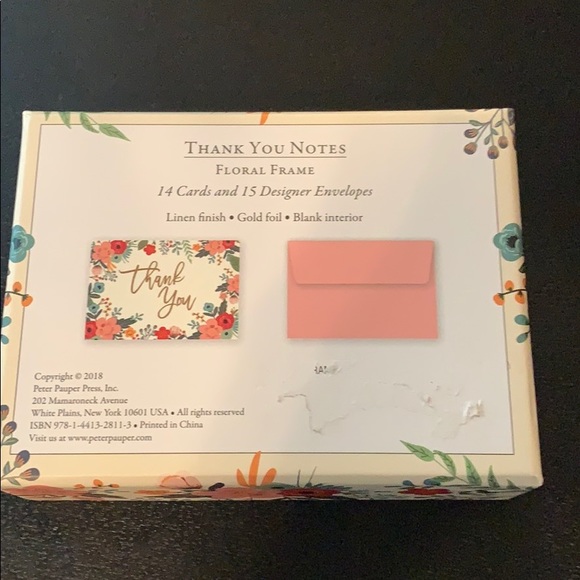 THANK YOU NOTES
FLORAL FRAME
14 Cards and 15 Designer Envelopes
Linen finish • Gold foil • Blank interior
Thank
You
Copyright © 2018
Peter Pauper Press, Inc.
202 Mamaroneck Avenue
White Plains, New York 10601 USA • All rights reserved
ISBN 978-1-4413-2811-3 • Printed in China
Visit us at www.peterpauper.com